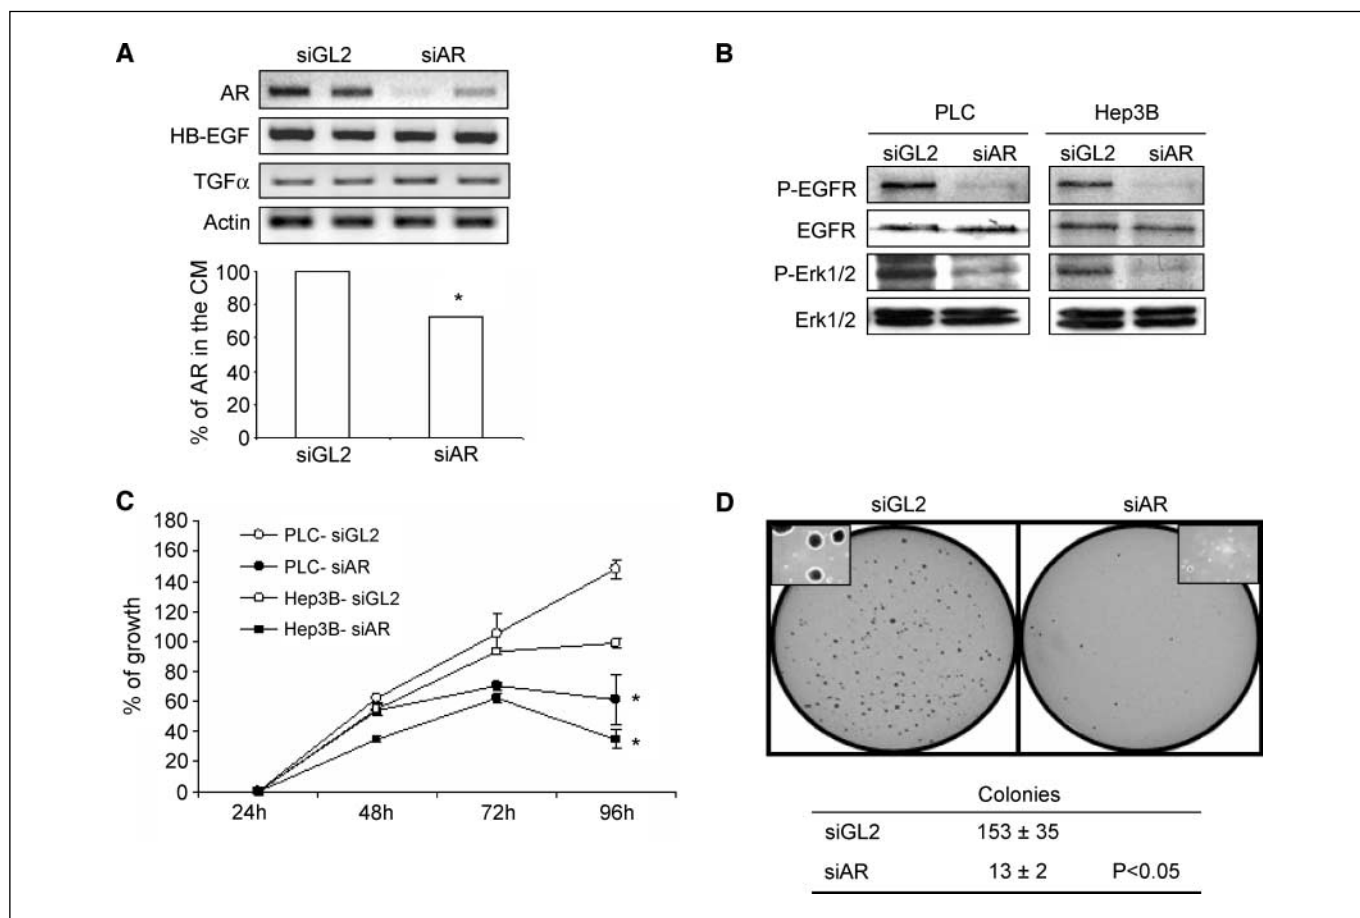 A
siGL2 siAR
AR
HB-EGF
TGFα
Actin
% of AR in the CM
100
80
60
40
20
0
siGL2 siAR
*
B
PLC Hep3B
siGL2 siAR siGL2 siAR
P-EGFR
EGFR
P-Erk1/2
Erk1/2
C
% of growth
180
160
140
120
100
80
60
40
20
0
24h 48h 72h 96h
PLC- siGL2
PLC- siAR
Hep3B- siGL2
Hep3B- siAR
*
*
D
siGL2 siAR
Colonies
siGL2 153 ± 35
siAR 13 ± 2 P<0.05